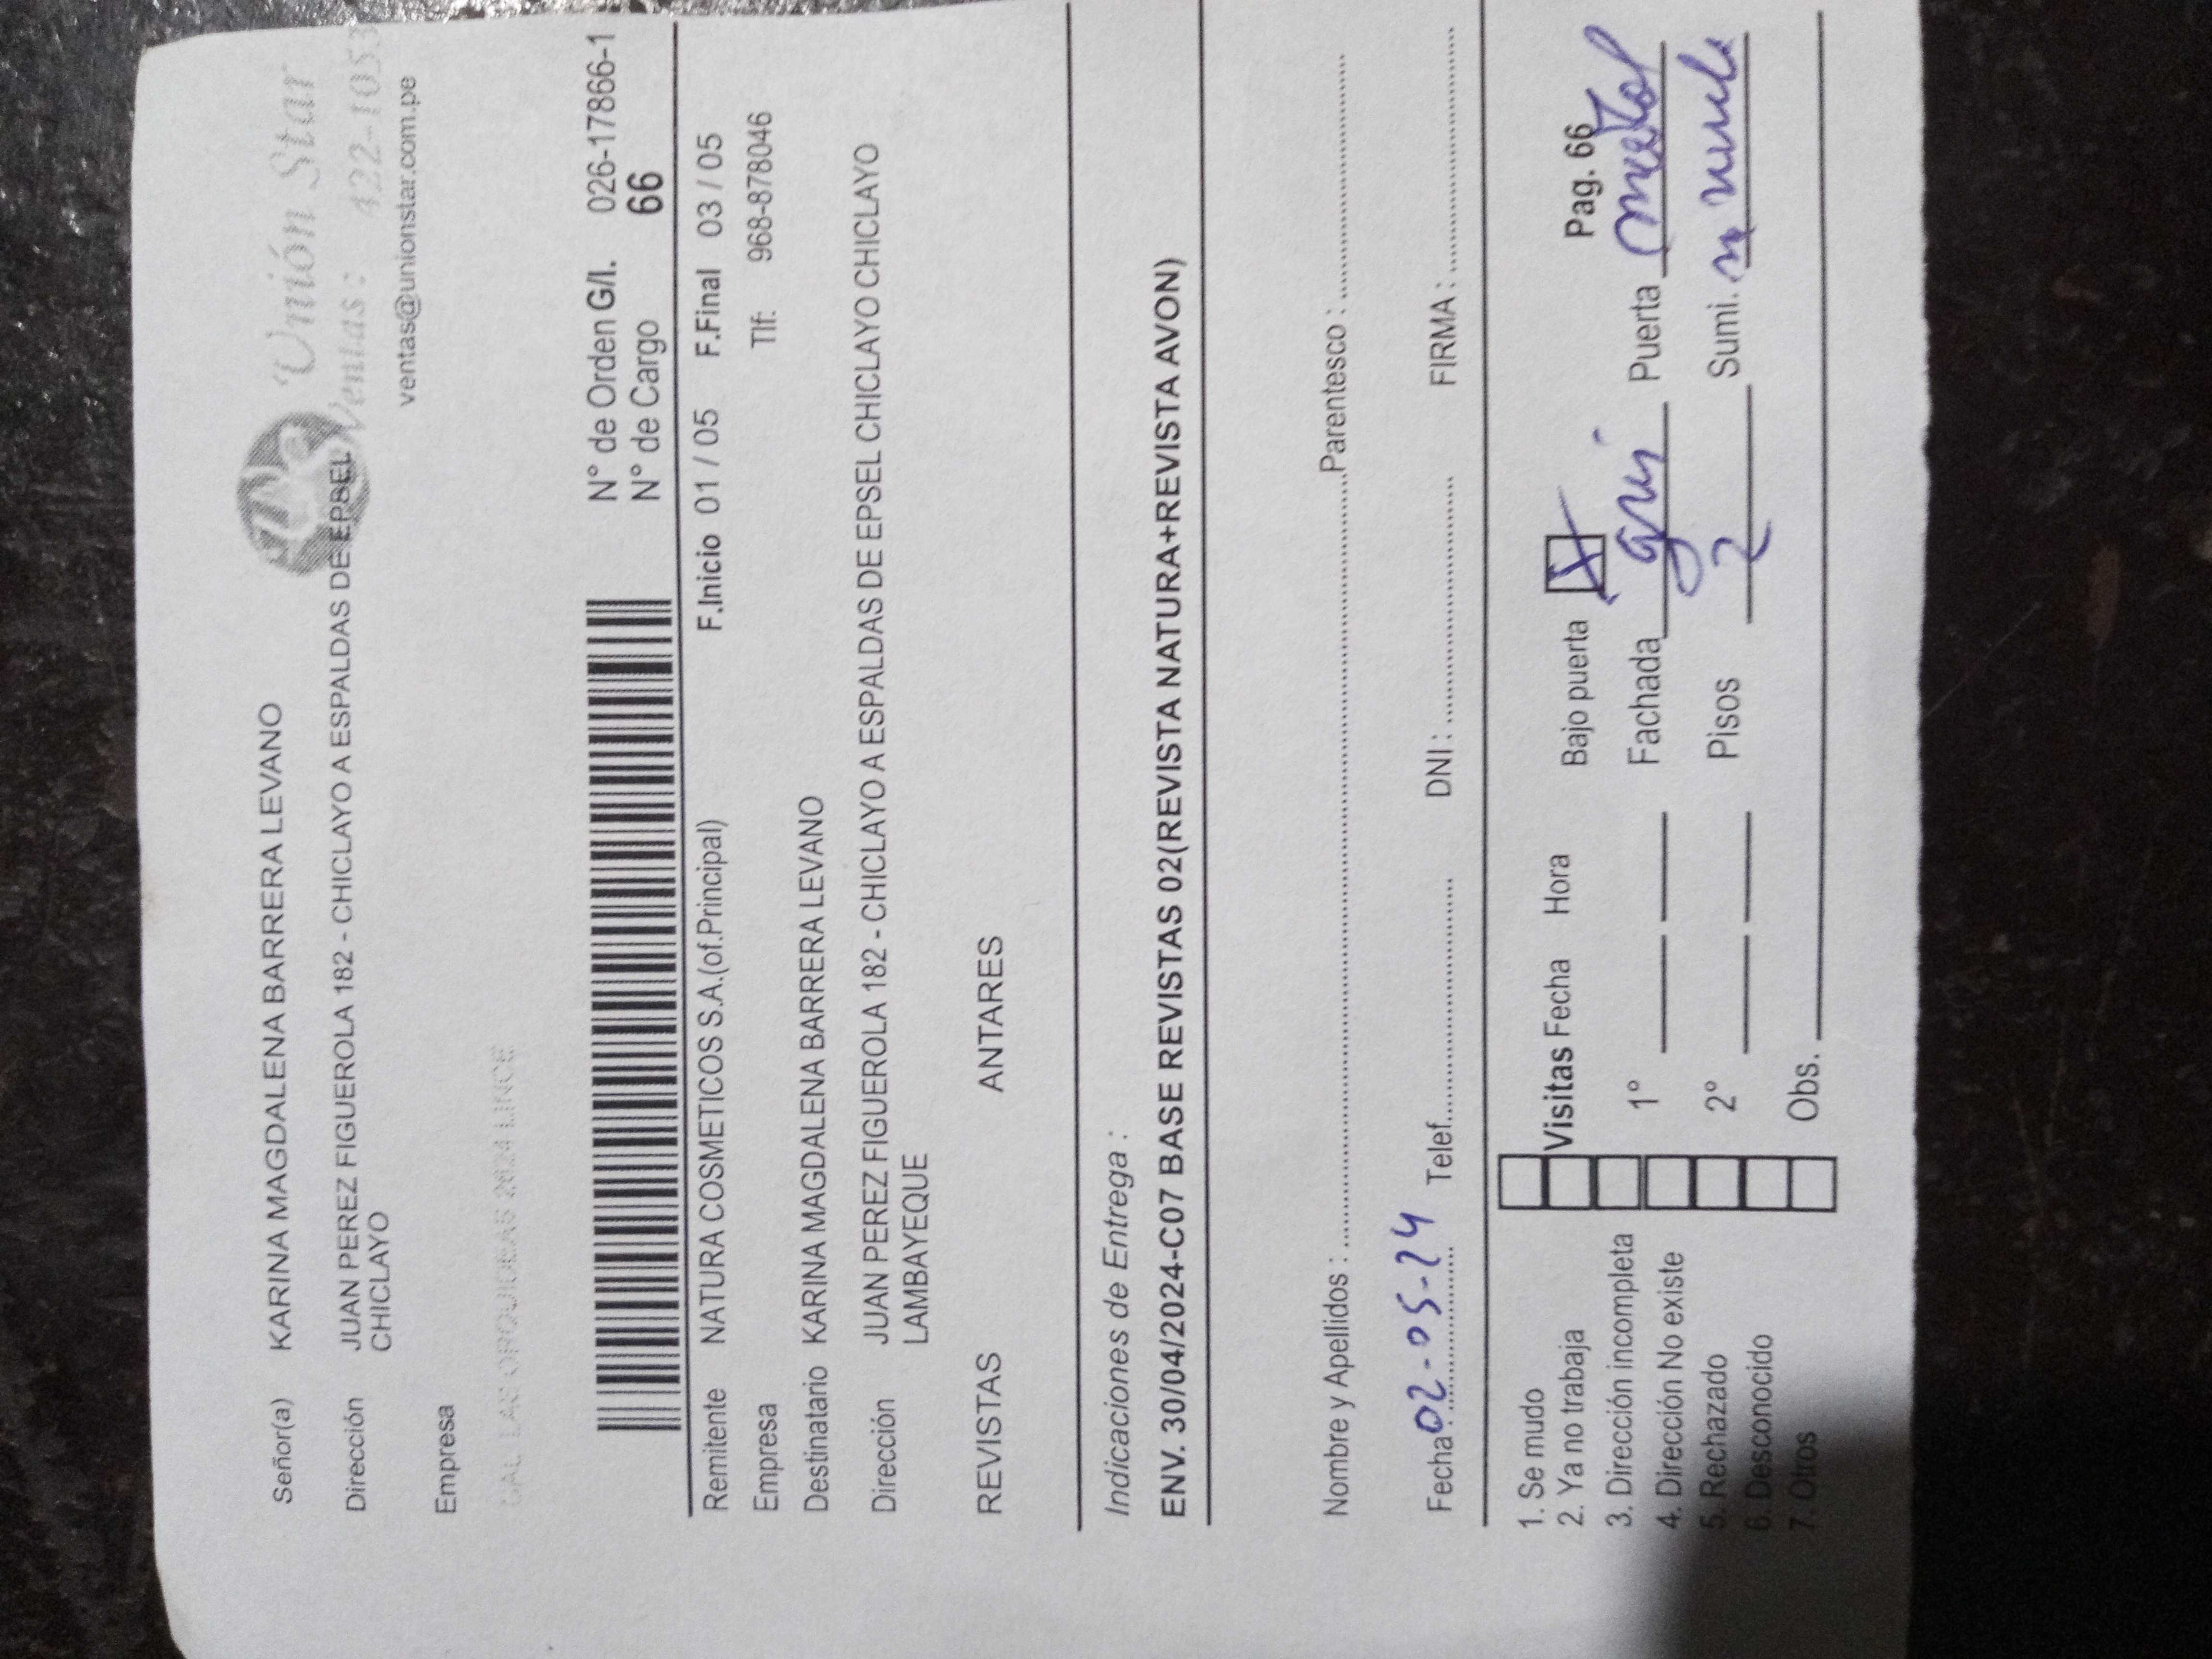 Unión Star
Ventas: 422-1053
ventas@unionstar.com.pe
Señor(a) KARINA MAGDALENA BARRERA LEVANO
Dirección JUAN PEREZ FIGUEROLA 182 - CHICLAYO A ESPALDAS DE EPSEL
CHICLAYO
Empresa
CAL LAS ORQUIDEAS 2624 LINCE
N° de Orden G/I. 026-17866-1
N° de Cargo 66
F.Inicio 01 / 05 F.Final 03 / 05
Remitente NATURA COSMETICOS S.A.(of.Principal)
Empresa Tlf: 968-878046
Destinatario KARINA MAGDALENA BARRERA LEVANO
Dirección JUAN PEREZ FIGUEROLA 182 - CHICLAYO A ESPALDAS DE EPSEL CHICLAYO CHICLAYO
LAMBAYEQUE
REVISTAS ANTARES
Indicaciones de Entrega :
ENV. 30/04/2024-C07 BASE REVISTAS 02(REVISTA NATURA+REVISTA AVON)
Nombre y Apellidos : Parentesco :
Fecha : 02-05-24 Telef. DNI : FIRMA :
1. Se mudo
2. Ya no trabaja
3. Dirección incompleta
4. Dirección No existe
5. Rechazado
6. Desconocido
7. Otros
Visitas Fecha Hora Bajo puerta X Pag. 66
1° Fachada Puerta metal
2° Pisos 2 Sumi.
Obs.